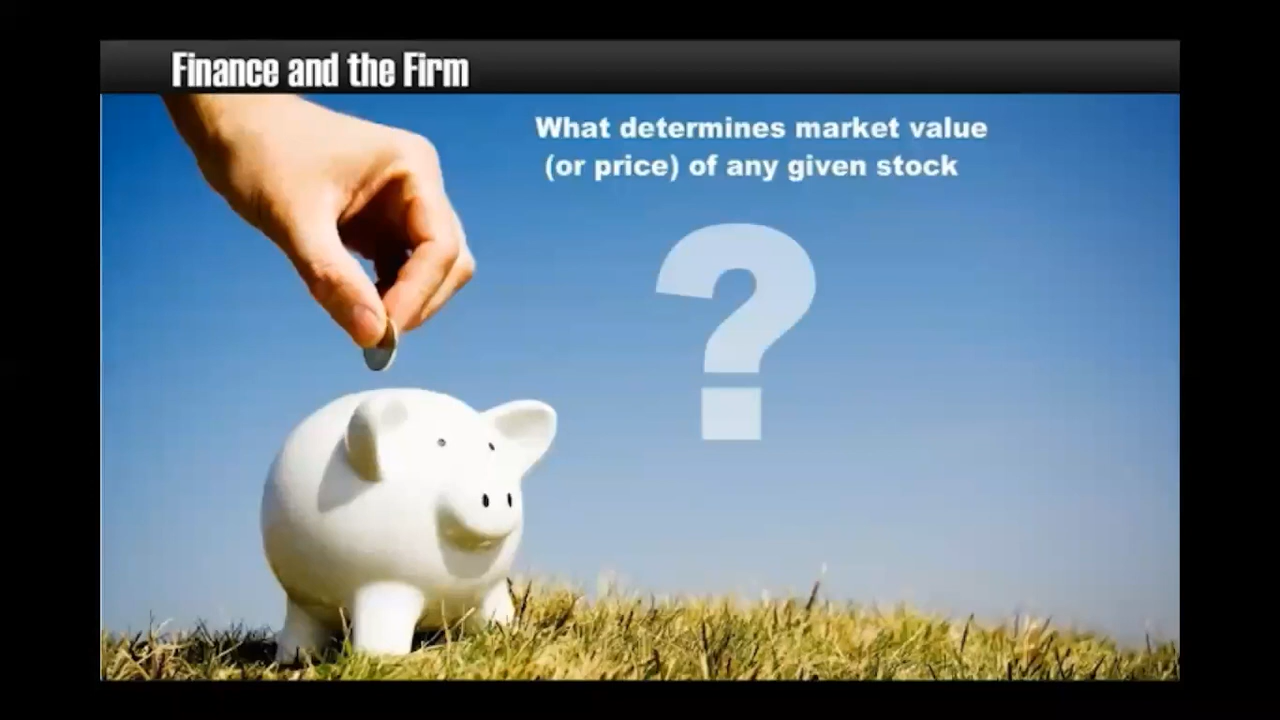 Finance and the Firm
What determines market value
(or price) of any given stock
?